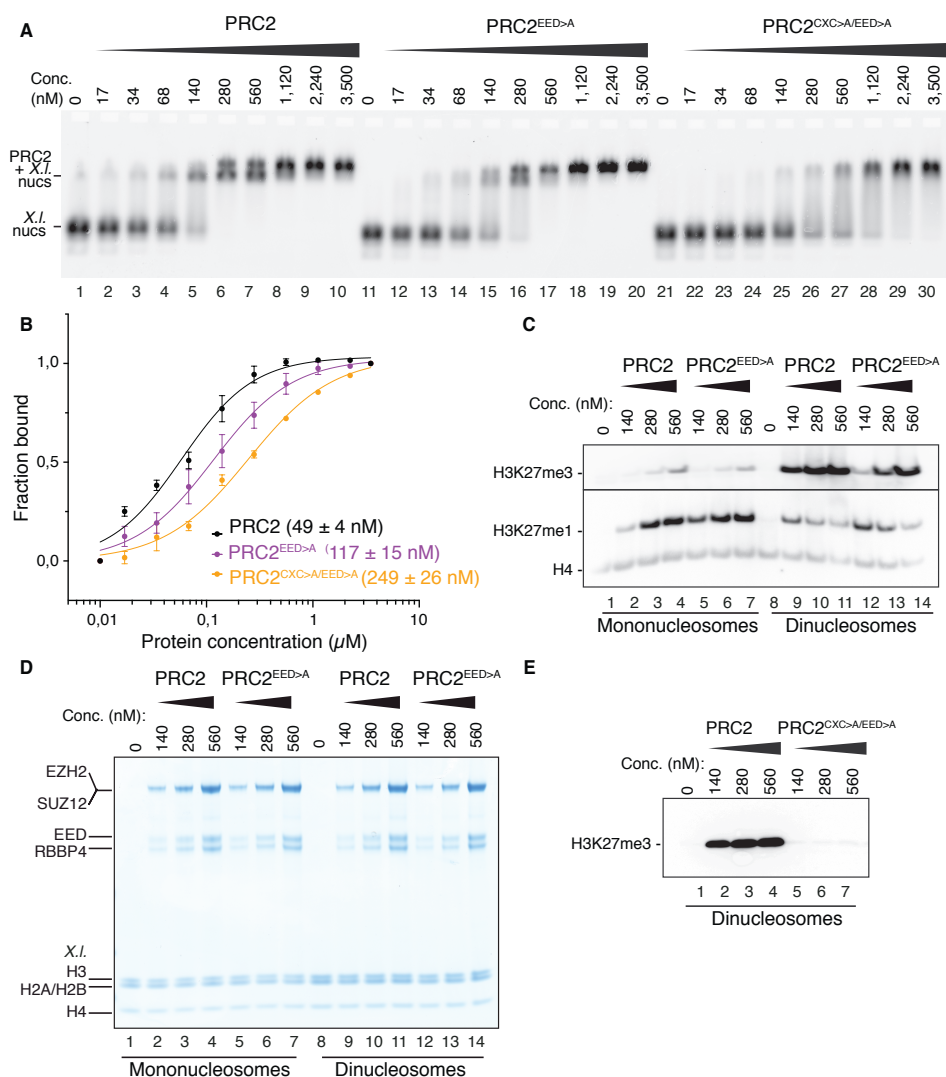 A
PRC2 PRC2EED>A PRC2CXC>A/EED>A
Conc. (nM)
0 17 34 68 140 280 560 1,120 2,240 3,500 0 17 34 68 140 280 560 1,120 2,240 3,500 0 17 34 68 140 280 560 1,120 2,240 3,500
PRC2
+ X.l.
nucs
X.l.
nucs
1 2 3 4 5 6 7 8 9 10 11 12 13 14 15 16 17 18 19 20 21 22 23 24 25 26 27 28 29 30
B
Fraction bound
1,0
0,5
0,0
PRC2 (49 ± 4 nM)
PRC2EED>A (117 ± 15 nM)
PRC2CXC>A/EED>A (249 ± 26 nM)
0,01 0,1 1 10
Protein concentration (µM)
C
PRC2 PRC2EED>A PRC2 PRC2EED>A
Conc. (nM)
0 140 280 560 140 280 560 0 140 280 560 140 280 560
H3K27me3 -
H3K27me1 -
H4 -
1 2 3 4 5 6 7 8 9 10 11 12 13 14
Mononucleosomes Dinucleosomes
D
PRC2 PRC2EED>A PRC2 PRC2EED>A
Conc. (nM):
0 140 280 560 140 280 560 0 140 280 560 140 280 560
EZH2
SUZ12
EED
RBBP4
X.l.
H3
H2A/H2B
H4
1 2 3 4 5 6 7 8 9 10 11 12 13 14
Mononucleosomes Dinucleosomes
E
PRC2 PRC2CXC>A/EED>A
Conc. (nM):
0 140 280 560 140 280 560
H3K27me3 -
1 2 3 4 5 6 7
Dinucleosomes